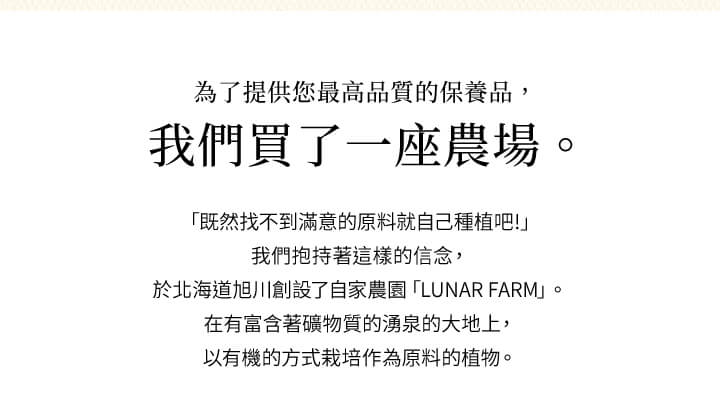 為了提供您最高品質的保養品，
我們買了一座農場。
「既然找不到滿意的原料就自己種植吧!」
我們抱持著這樣的信念，
於北海道旭川創設了自家農園「LUNAR FARM」。
在有富含著礦物質的湧泉的大地上，
以有機的方式栽培作為原料的植物。